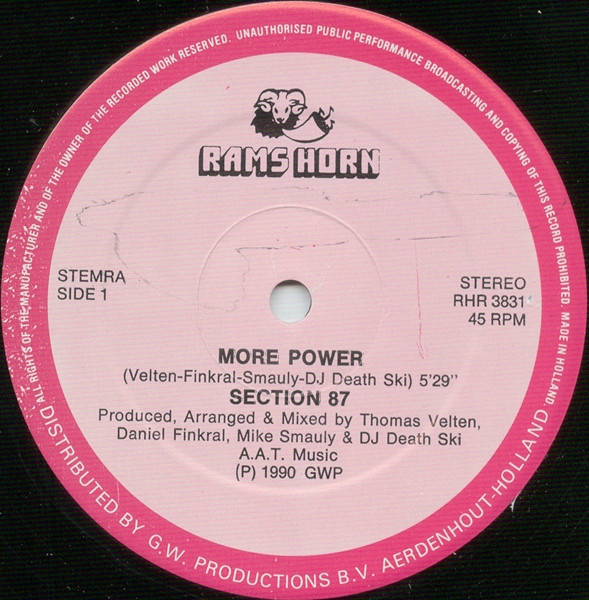 ALL RIGHTS OF THE MANUFACTURER AND OF THE OWNER OF THE RECORDED WORK RESERVED. UNAUTHORISED PUBLIC PERFORMANCE BROADCASTING AND COPYING OF THIS RECORD PROHIBITED. MADE IN HOLLAND
RAMS HORN
STEMRA
SIDE 1
STEREO
RHR 3831
45 RPM
MORE POWER
(Velten-Finkral-Smauly-DJ Death Ski) 5'29''
SECTION 87
Produced, Arranged & Mixed by Thomas Velten,
Daniel Finkral, Mike Smauly & DJ Death Ski
A.A.T. Music
(P) 1990 GWP
DISTRIBUTED BY G.W. PRODUCTIONS B.V. AERDENHOUT-HOLLAND